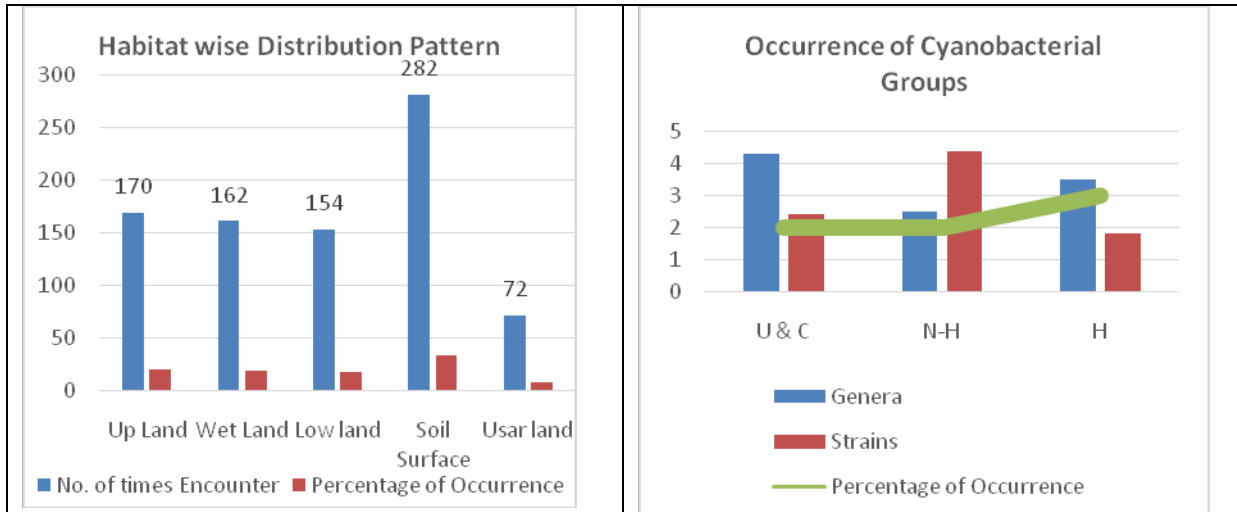 Habitat wise Distribution Pattern
300
250
200
150
100
50
0
170
162
154
282
72
Up Land
Wet Land
Low land
Soil
Surface
Usar land
No. of times Encounter
Percentage of Occurrence
Occurrence of Cyanobacterial
Groups
5
4
3
2
1
0
U & C
N-H
H
Genera
Strains
Percentage of Occurrence